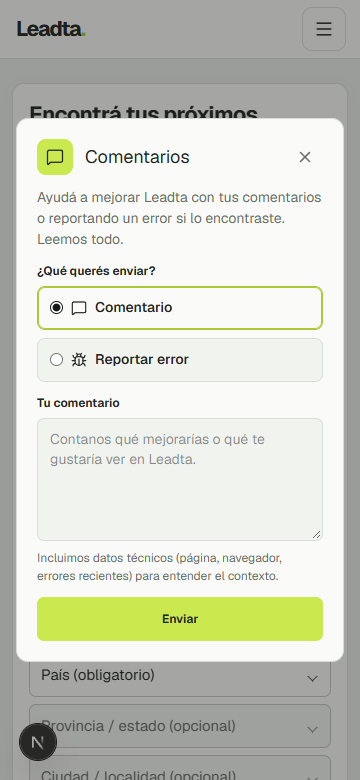 Leadta.
Encontrá tus próximos
Comentarios
Ayudá a mejorar Leadta con tus comentarios
o reportando un error si lo encontraste.
Leemos todo.
¿Qué querés enviar?
Comentario
Reportar error
Tu comentario
Contanos qué mejorarías o qué te
gustaría ver en Leadta.
Incluimos datos técnicos (página, navegador,
errores recientes) para entender el contexto.
Enviar
País (obligatorio)
Provincia / estado (opcional)
N
Ciudad / localidad (opcional)